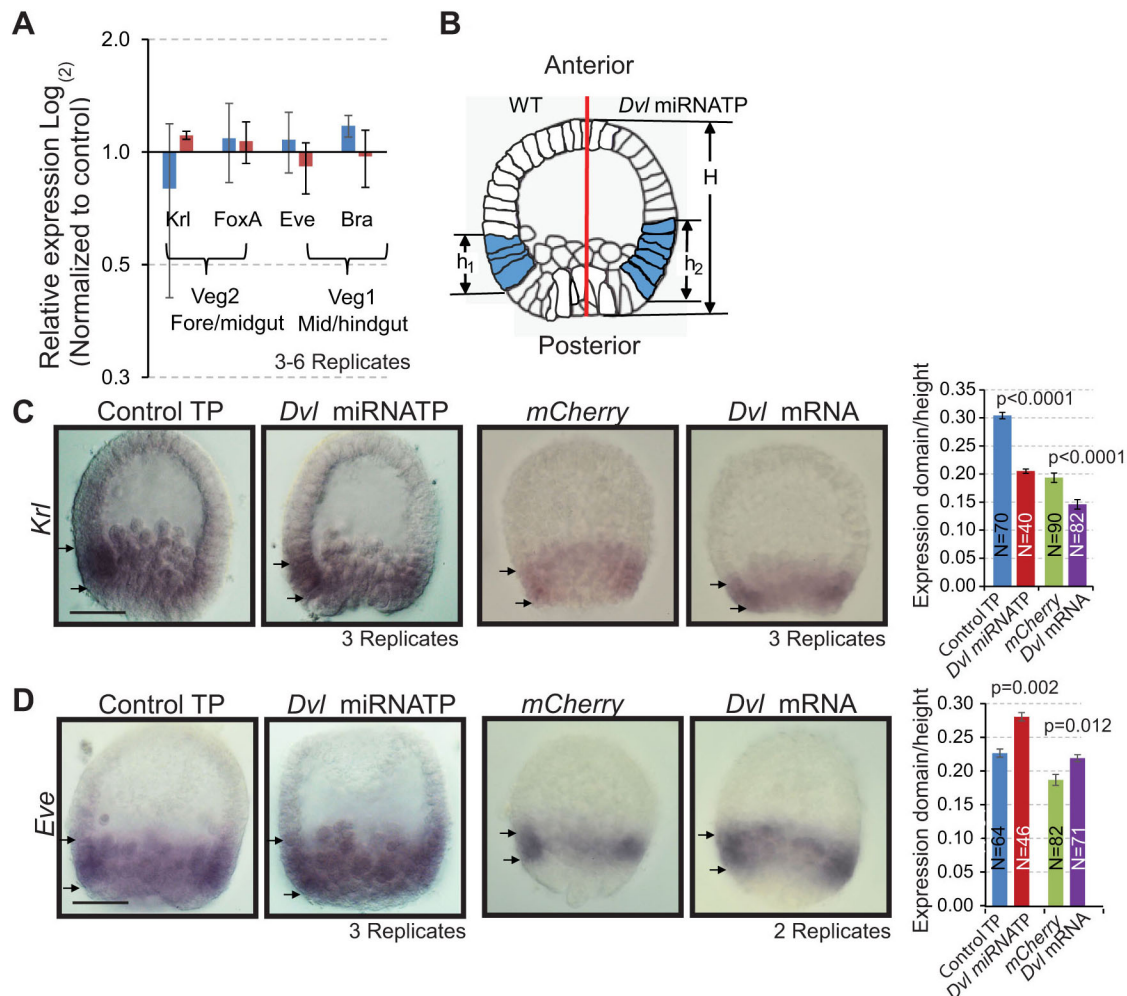 A
Relative expression Log(2)
(Normalized to control)
2.0
1.0
0.5
0.3
Krl FoxA Eve Bra
Veg2 Veg1
Fore/midgut Mid/hindgut
3-6 Replicates
B
Anterior
WT Dvl miRNATP
H
h1 h2
Posterior
C
Control TP Dvl miRNATP mCherry Dvl mRNA
Krl
3 Replicates 3 Replicates
Expression domain/height
0.35
0.30
0.25
0.20
0.15
0.10
0.05
0.00
p<0.0001
p<0.0001
N=70 N=40 N=90 N=82
Control TP
Dvl miRNATP
mCherry
Dvl mRNA
D
Control TP Dvl miRNATP mCherry Dvl mRNA
Eve
3 Replicates 2 Replicates
Expression domain/height
0.30
0.25
0.20
0.15
0.10
0.05
0.00
p=0.002
p=0.012
N=64 N=46 N=82 N=71
Control TP
Dvl miRNATP
mCherry
Dvl mRNA